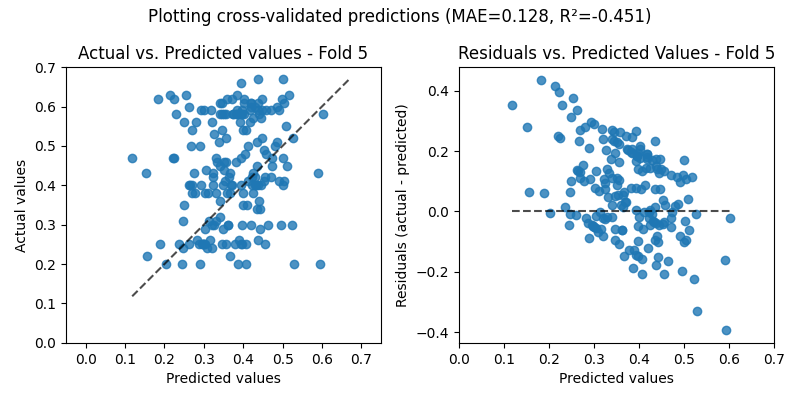 Plotting cross-validated predictions (MAE=0.128, R²=-0.451)
Actual vs. Predicted values - Fold 5
Actual values
0.7
0.6
0.5
0.4
0.3
0.2
0.1
0.0
0.0 0.1 0.2 0.3 0.4 0.5 0.6 0.7
Predicted values
Residuals vs. Predicted Values - Fold 5
Residuals (actual - predicted)
0.4
0.2
0.0
−0.2
−0.4
0.0 0.1 0.2 0.3 0.4 0.5 0.6 0.7
Predicted values